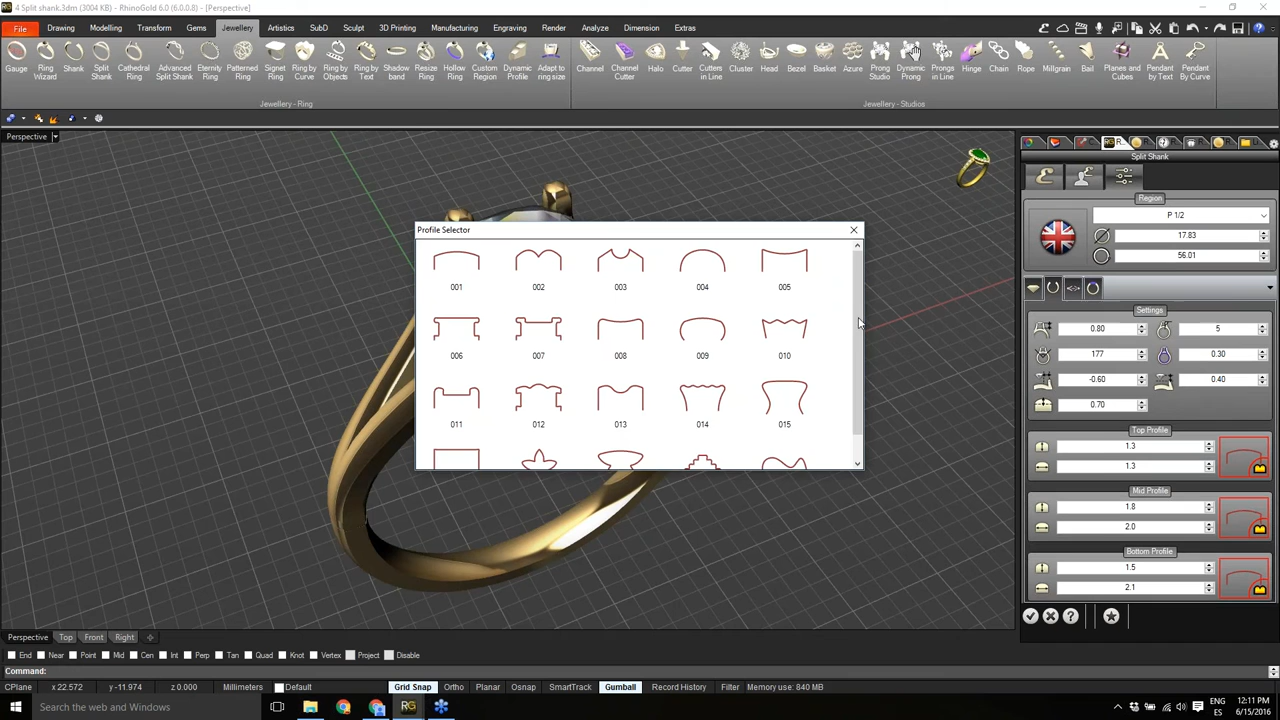 4 Split shank.3dm (3004 KB) - RhinoGold 6.0 (6.0.0.8) - [Perspective]
File Drawing Modelling Transform Gems Jewellery Artistics SubD Sculpt 3D Printing Manufacturing Engraving Render Analyze Dimension Extras
Gauge Ring Wizard Shank Split Shank Cathedral Ring Advanced Split Shank Eternity Ring Patterned Ring Signet Ring Ring by Curve Ring by Objects Ring by Text Shadow band Resize Ring Hollow Ring Custom Region Dynamic Profile Adapt to ring size Channel Channel Cutter Halo Cutter Cutters in Line Cluster Head Bezel Basket Azure Prong Studio Dynamic Prong Prongs in Line Hinge Chain Rope Millgrain Bail Planes and Cubes Pendant by Text Pendant By Curve
Jewellery - Ring Jewellery - Studios
Perspective
Split Shank
Region
P 1/2
17.83
56.01
Profile Selector
001 002 003 004 005
006 007 008 009 010
011 012 013 014 015
Settings
0.80 5
177 0.30
-0.60 0.40
0.70
Top Profile
1.3
1.3
Mid Profile
1.8
2.0
Bottom Profile
1.5
2.1
Perspective Top Front Right
End Near Point Mid Cen Int Perp Tan Quad Knot Vertex Project Disable
Command:
CPlane x 22.572 y -11.974 z 0.000 Millimeters Default Grid Snap Ortho Planar Osnap SmartTrack Gumball Record History Filter Memory use: 840 MB
Search the web and Windows
ENG 12:11 PM
ES 6/15/2016